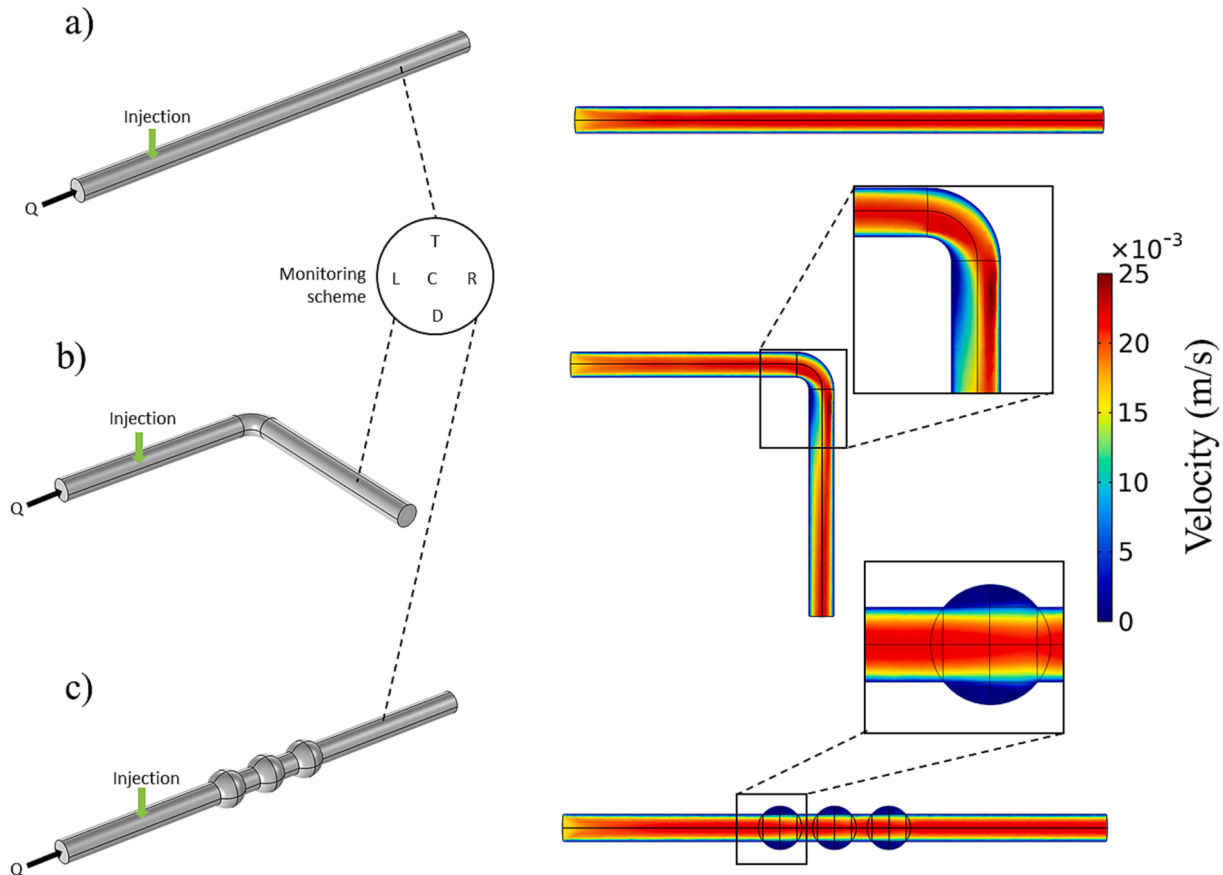 a)
Injection
Q
T
L C R
D
Monitoring
scheme
b)
Injection
Q
c)
Injection
Q
×10⁻³
25
20
15
10
5
0
Velocity (m/s)